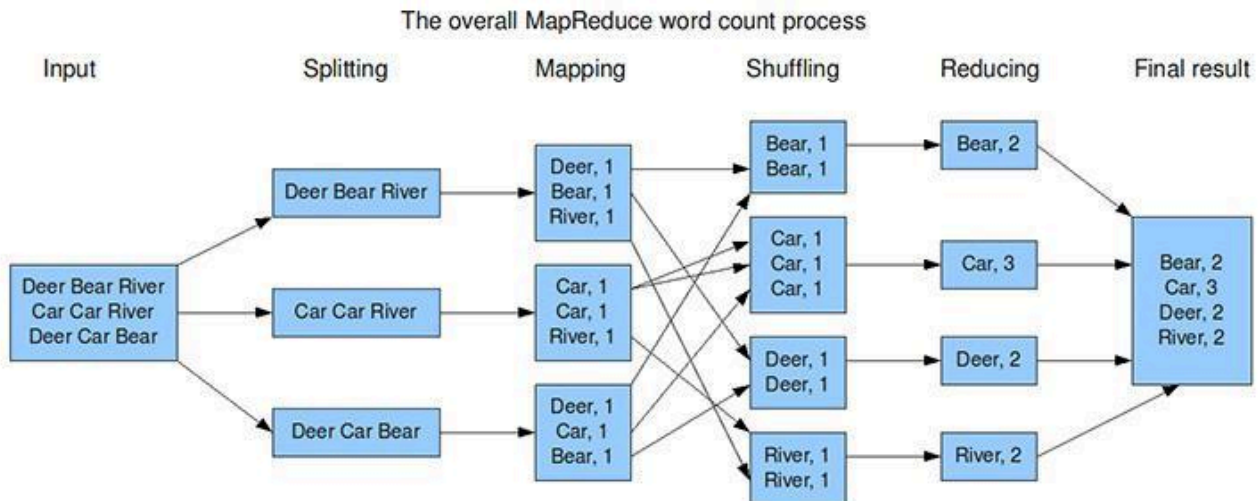 The overall MapReduce word count process
Input
Splitting
Mapping
Shuffling
Reducing
Final result
Deer Bear River
Car Car River
Deer Car Bear
Deer Bear River
Car Car River
Deer Car Bear
Deer, 1
Bear, 1
River, 1
Car, 1
Car, 1
River, 1
Deer, 1
Car, 1
Bear, 1
Bear, 1
Bear, 1
Car, 1
Car, 1
Car, 1
Deer, 1
Deer, 1
River, 1
River, 1
Bear, 2
Car, 3
Deer, 2
River, 2
Bear, 2
Car, 3
Deer, 2
River, 2